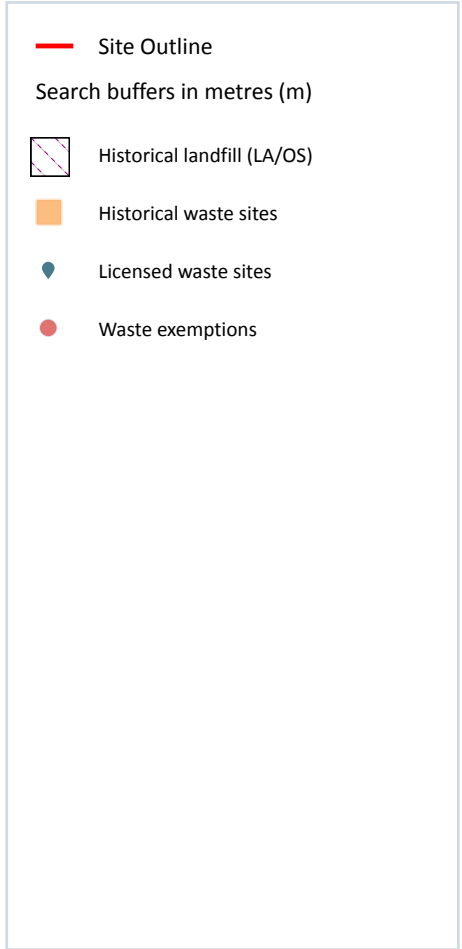 Site Outline
Search buffers in metres (m)
Historical landfill (LA/OS)
Historical waste sites
Licensed waste sites
Waste exemptions